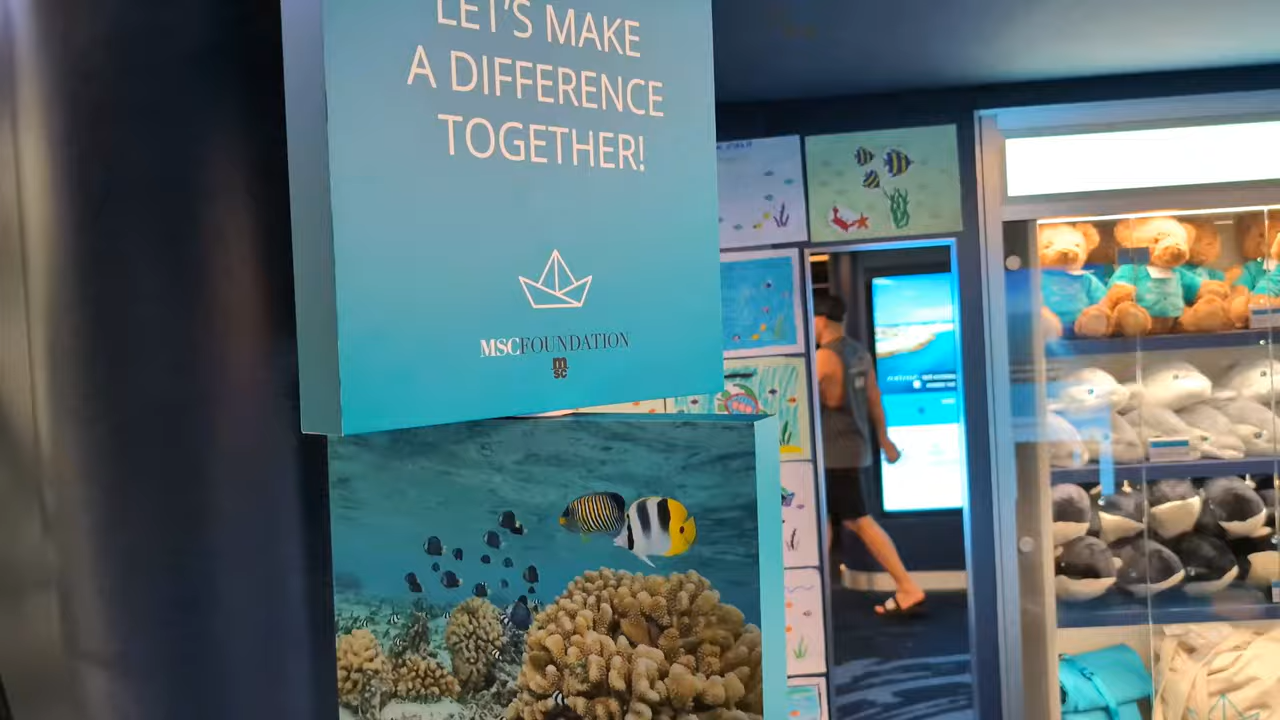 LET'S MAKE
A DIFFERENCE
TOGETHER!
MSCFOUNDATION
msc